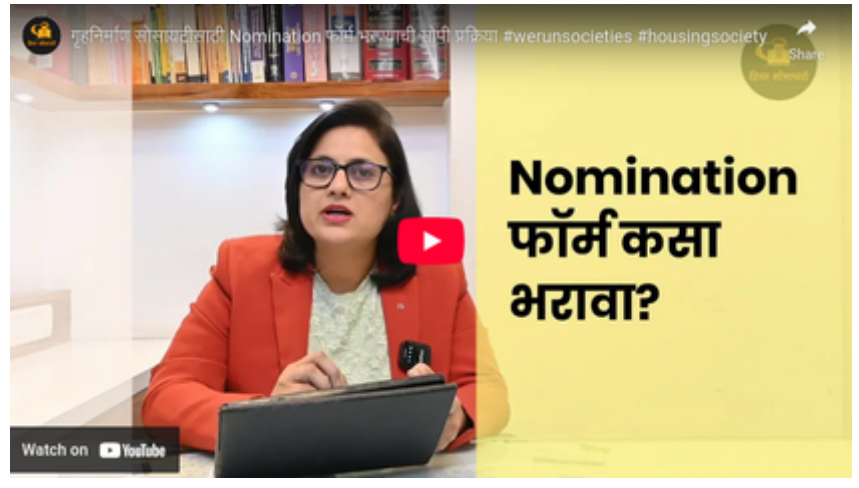 गृहनिर्माण सोसायटीसाठी Nomination फॉर्म भरण्याची सोपी प्रक्रिया #werunsocieties #housingsociety
Share
Nomination
फॉर्म कसा
भरावा?
Watch on YouTube